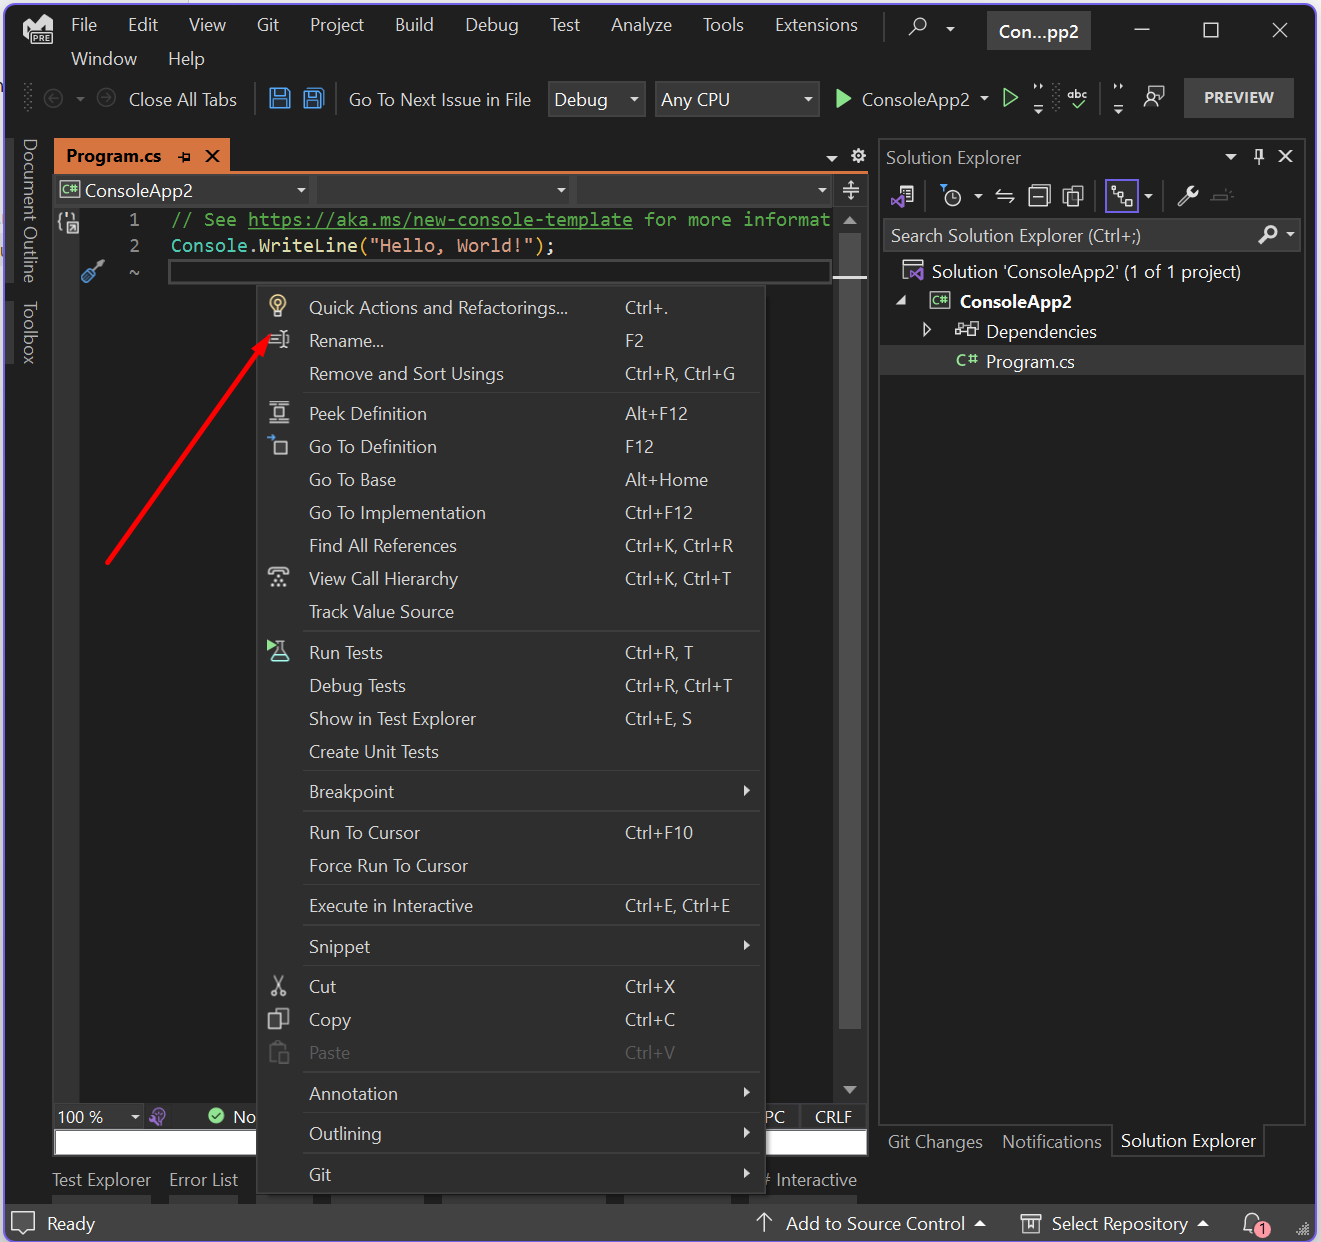 File Edit View Git Project Build Debug Test Analyze Tools Extensions Con...pp2
PRE
Window Help
Close All Tabs Go To Next Issue in File Debug Any CPU ConsoleApp2 abc PREVIEW
Document Outline
Toolbox
Program.cs
C# ConsoleApp2
1 // See https://aka.ms/new-console-template for more informat
2 Console.WriteLine("Hello, World!");
~
Quick Actions and Refactorings... Ctrl+.
Rename... F2
Remove and Sort Usings Ctrl+R, Ctrl+G
Peek Definition Alt+F12
Go To Definition F12
Go To Base Alt+Home
Go To Implementation Ctrl+F12
Find All References Ctrl+K, Ctrl+R
View Call Hierarchy Ctrl+K, Ctrl+T
Track Value Source
Run Tests Ctrl+R, T
Debug Tests Ctrl+R, Ctrl+T
Show in Test Explorer Ctrl+E, S
Create Unit Tests
Breakpoint
Run To Cursor Ctrl+F10
Force Run To Cursor
Execute in Interactive Ctrl+E, Ctrl+E
Snippet
Cut Ctrl+X
Copy Ctrl+C
Paste Ctrl+V
Annotation
Outlining
Git
Solution Explorer
Search Solution Explorer (Ctrl+;)
Solution 'ConsoleApp2' (1 of 1 project)
C# ConsoleApp2
Dependencies
C# Program.cs
100 % No PC CRLF
Git Changes Notifications Solution Explorer
Test Explorer Error List Interactive
Ready Add to Source Control Select Repository 1